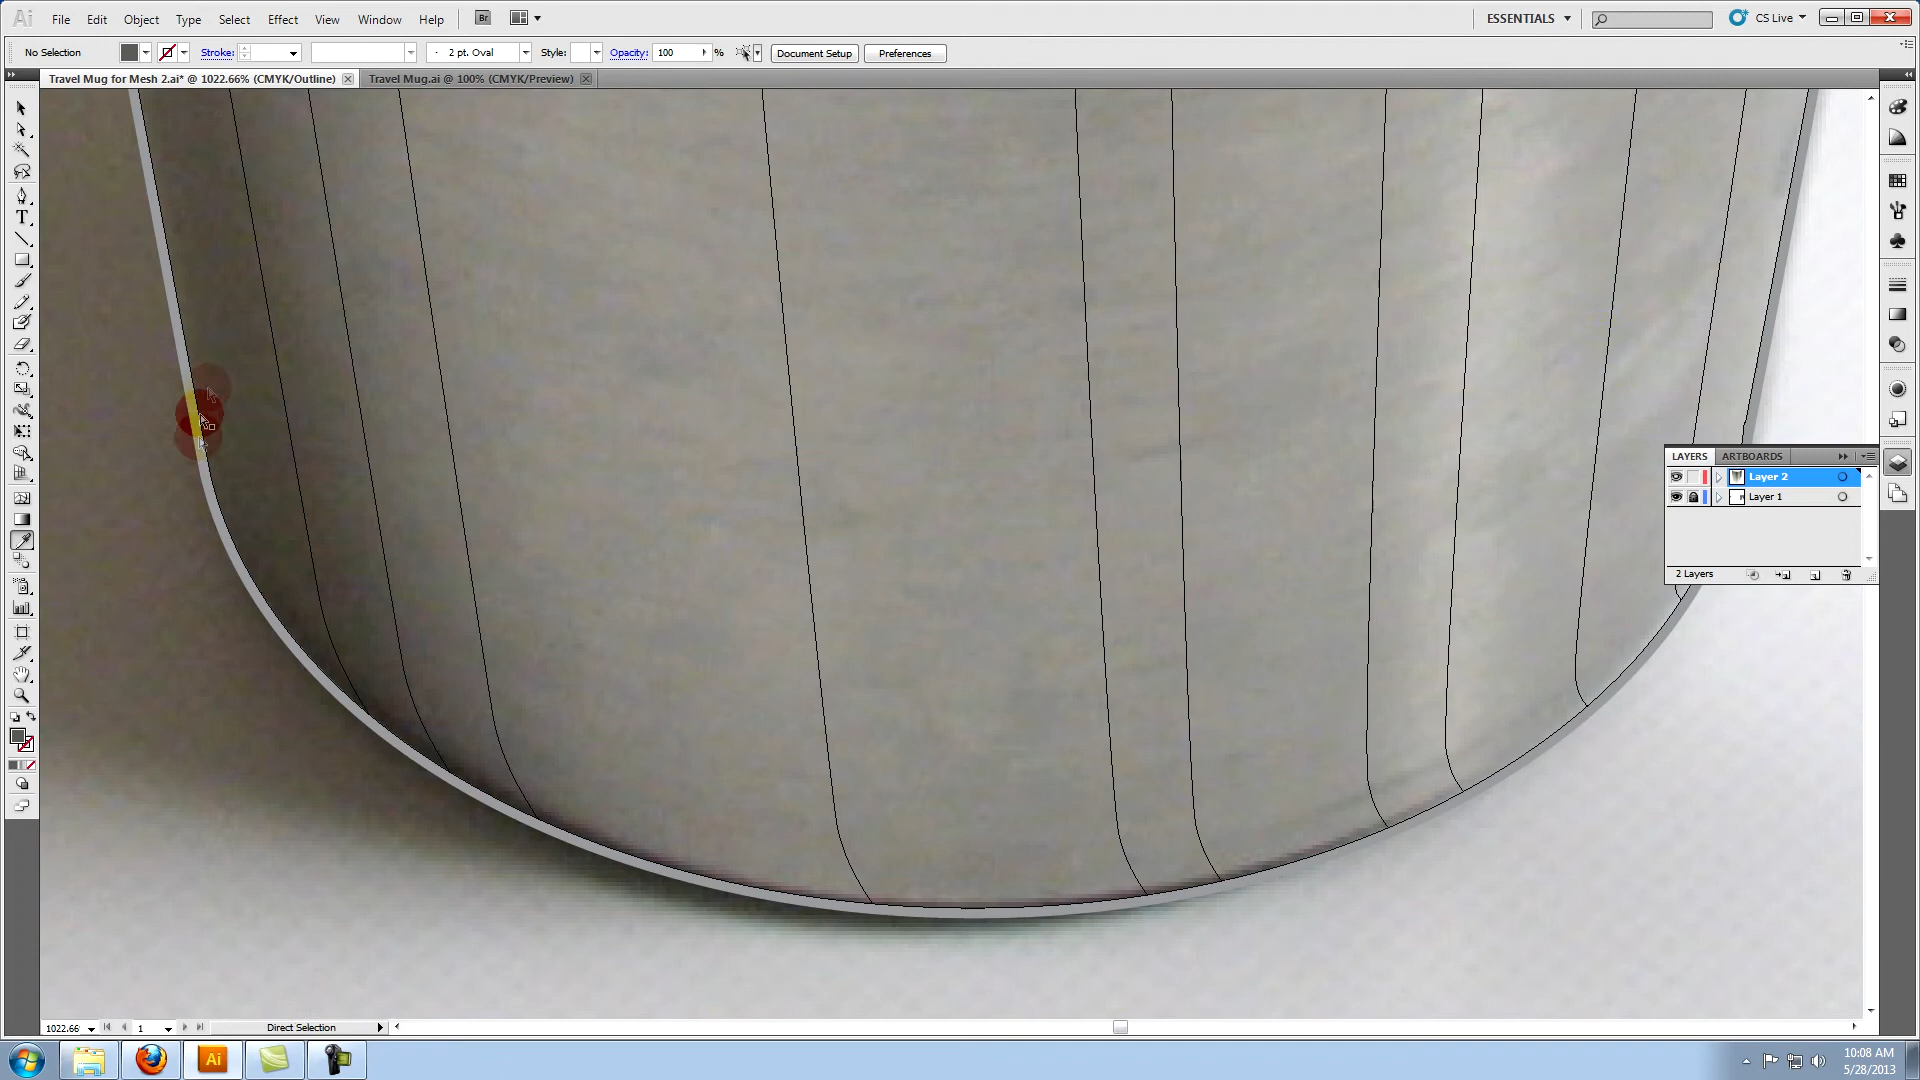 Ai File Edit Object Type Select Effect View Window Help Br ESSENTIALS CS Live
No Selection Stroke: 2 pt. Oval Style: Opacity: 100 % Document Setup Preferences
Travel Mug for Mesh 2.ai* @ 1022.66% (CMYK/Outline) Travel Mug.ai @ 100% (CMYK/Preview)
T
LAYERS ARTBOARDS
Layer 2
Layer 1
2 Layers
1022.66 1 Direct Selection
Ai 10:08 AM
5/28/2013